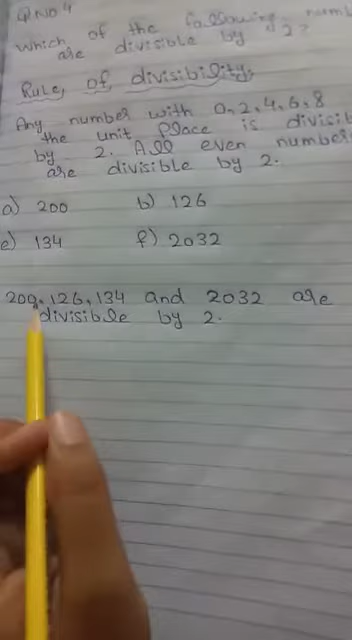 Q NO 4
Which of the following numb
are divisible by 2?
Rule, of, divisibility,
Any number with 0, 2, 4, 6, 8
the unit place is divisib
by 2. All even number
are divisible by 2.
a) 200 b) 126
e) 134 f) 2032
200, 126, 134 and 2032 are
divisible by 2.